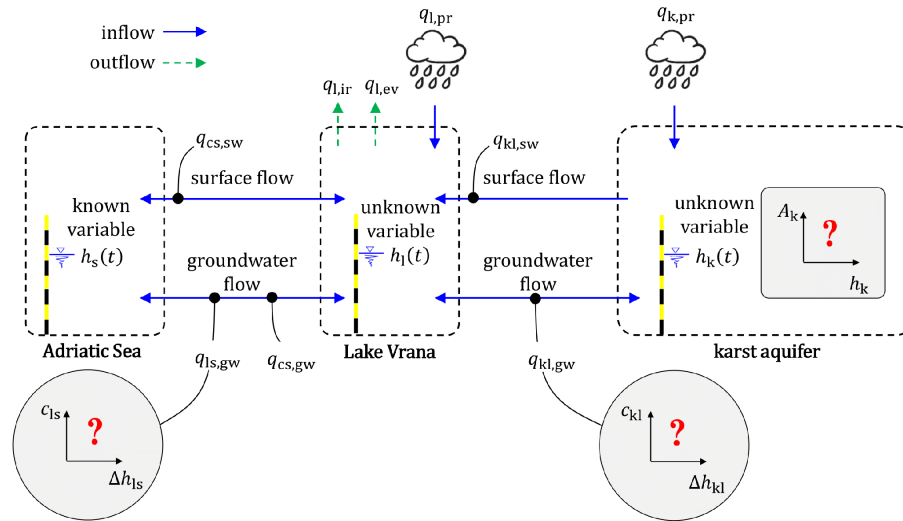 inflow
outflow
q_l,pr
q_k,pr
q_l,ir
q_l,ev
q_cs,sw
q_kl,sw
surface flow
surface flow
known
variable
h_s(t)
unknown
variable
h_l(t)
unknown
variable
h_k(t)
A_k
?
h_k
groundwater
flow
groundwater
flow
Adriatic Sea
Lake Vrana
karst aquifer
q_ls,gw
q_cs,gw
q_kl,gw
c_ls
?
Δh_ls
c_kl
?
Δh_kl